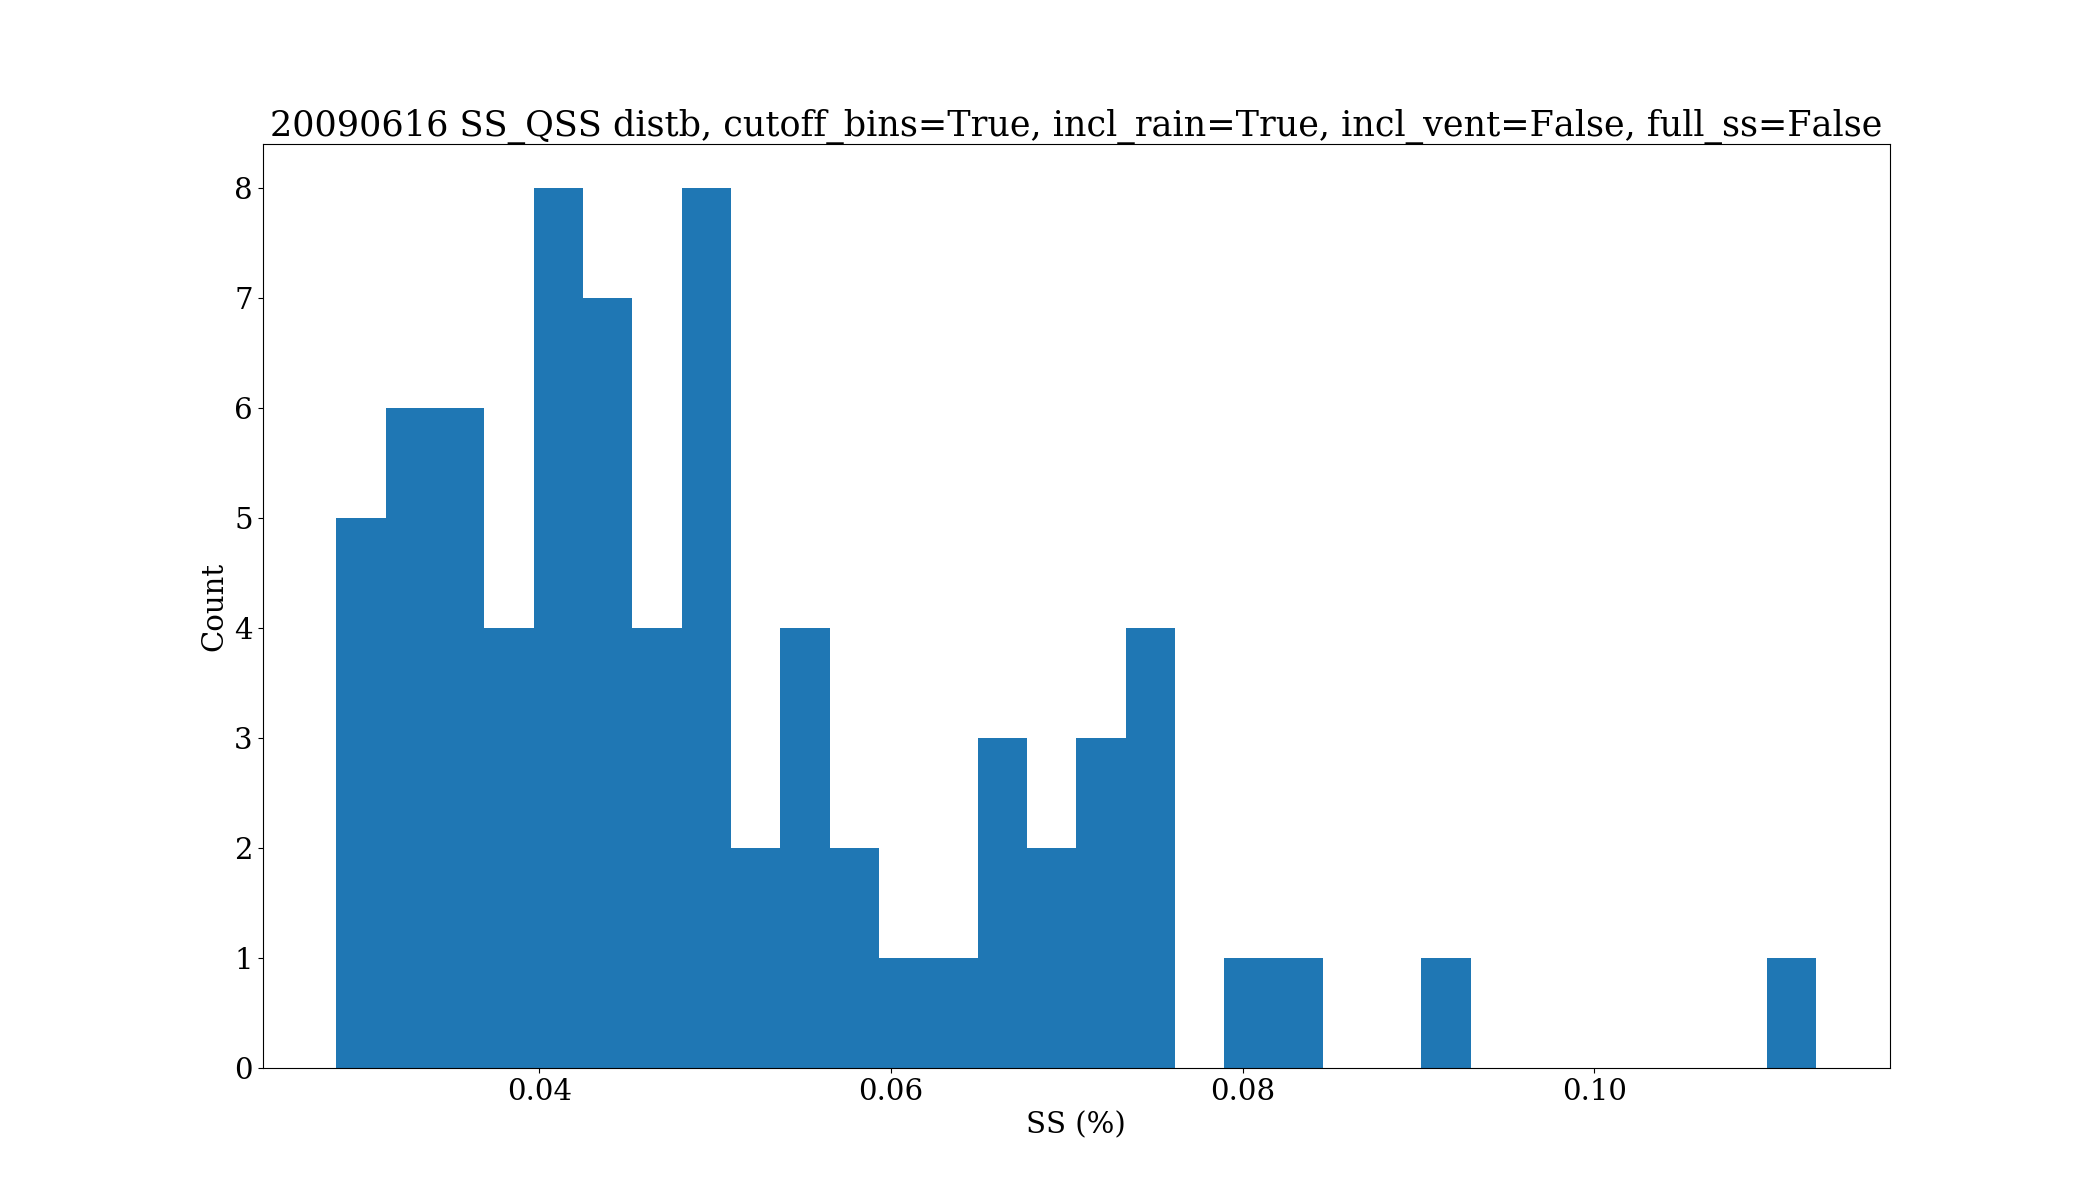 20090616 SS_QSS distb, cutoff_bins=True, incl_rain=True, incl_vent=False, full_ss=False
8
7
6
5
4
3
2
1
0
Count
0.04 0.06 0.08 0.10
SS (%)